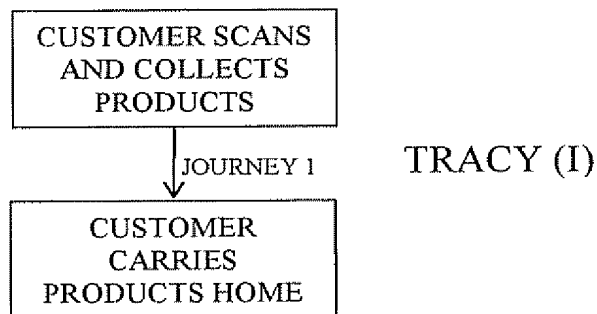 CUSTOMER SCANS
AND COLLECTS
PRODUCTS
JOURNEY 1
TRACY (I)
CUSTOMER
CARRIES
PRODUCTS HOME